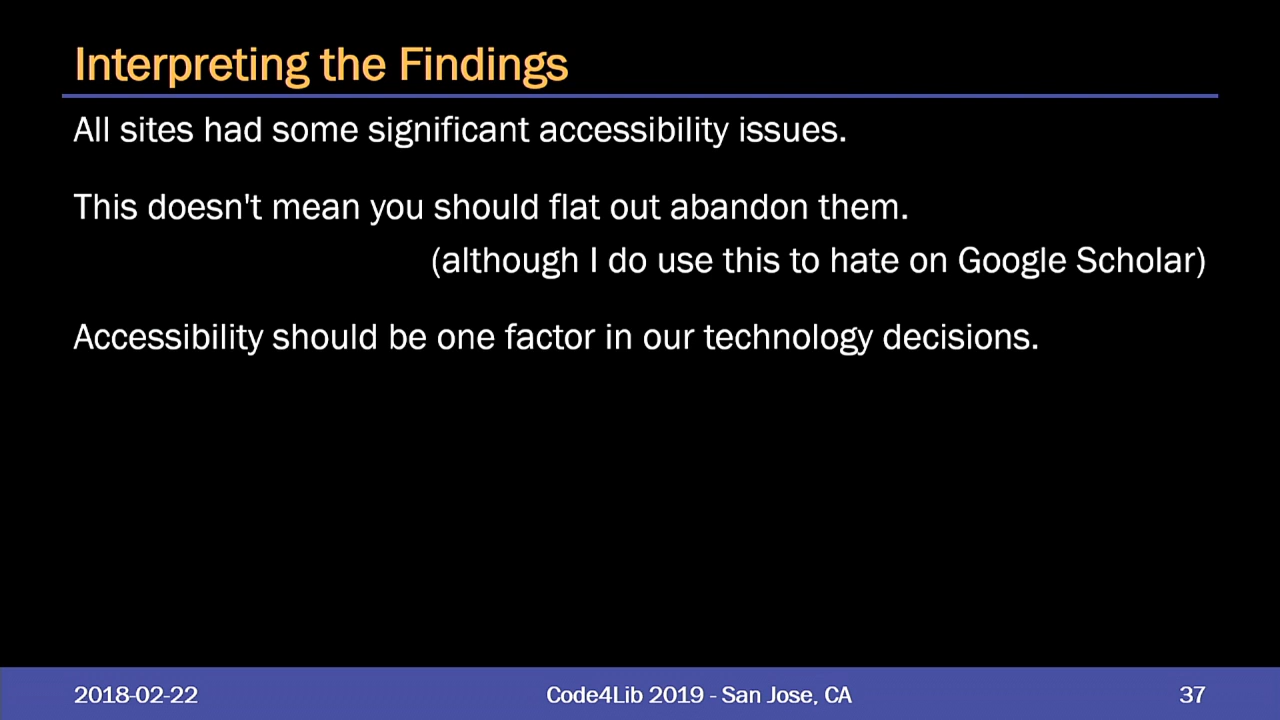 Interpreting the Findings
All sites had some significant accessibility issues.
This doesn't mean you should flat out abandon them.
(although I do use this to hate on Google Scholar)
Accessibility should be one factor in our technology decisions.
2018-02-22
Code4Lib 2019 - San Jose, CA
37